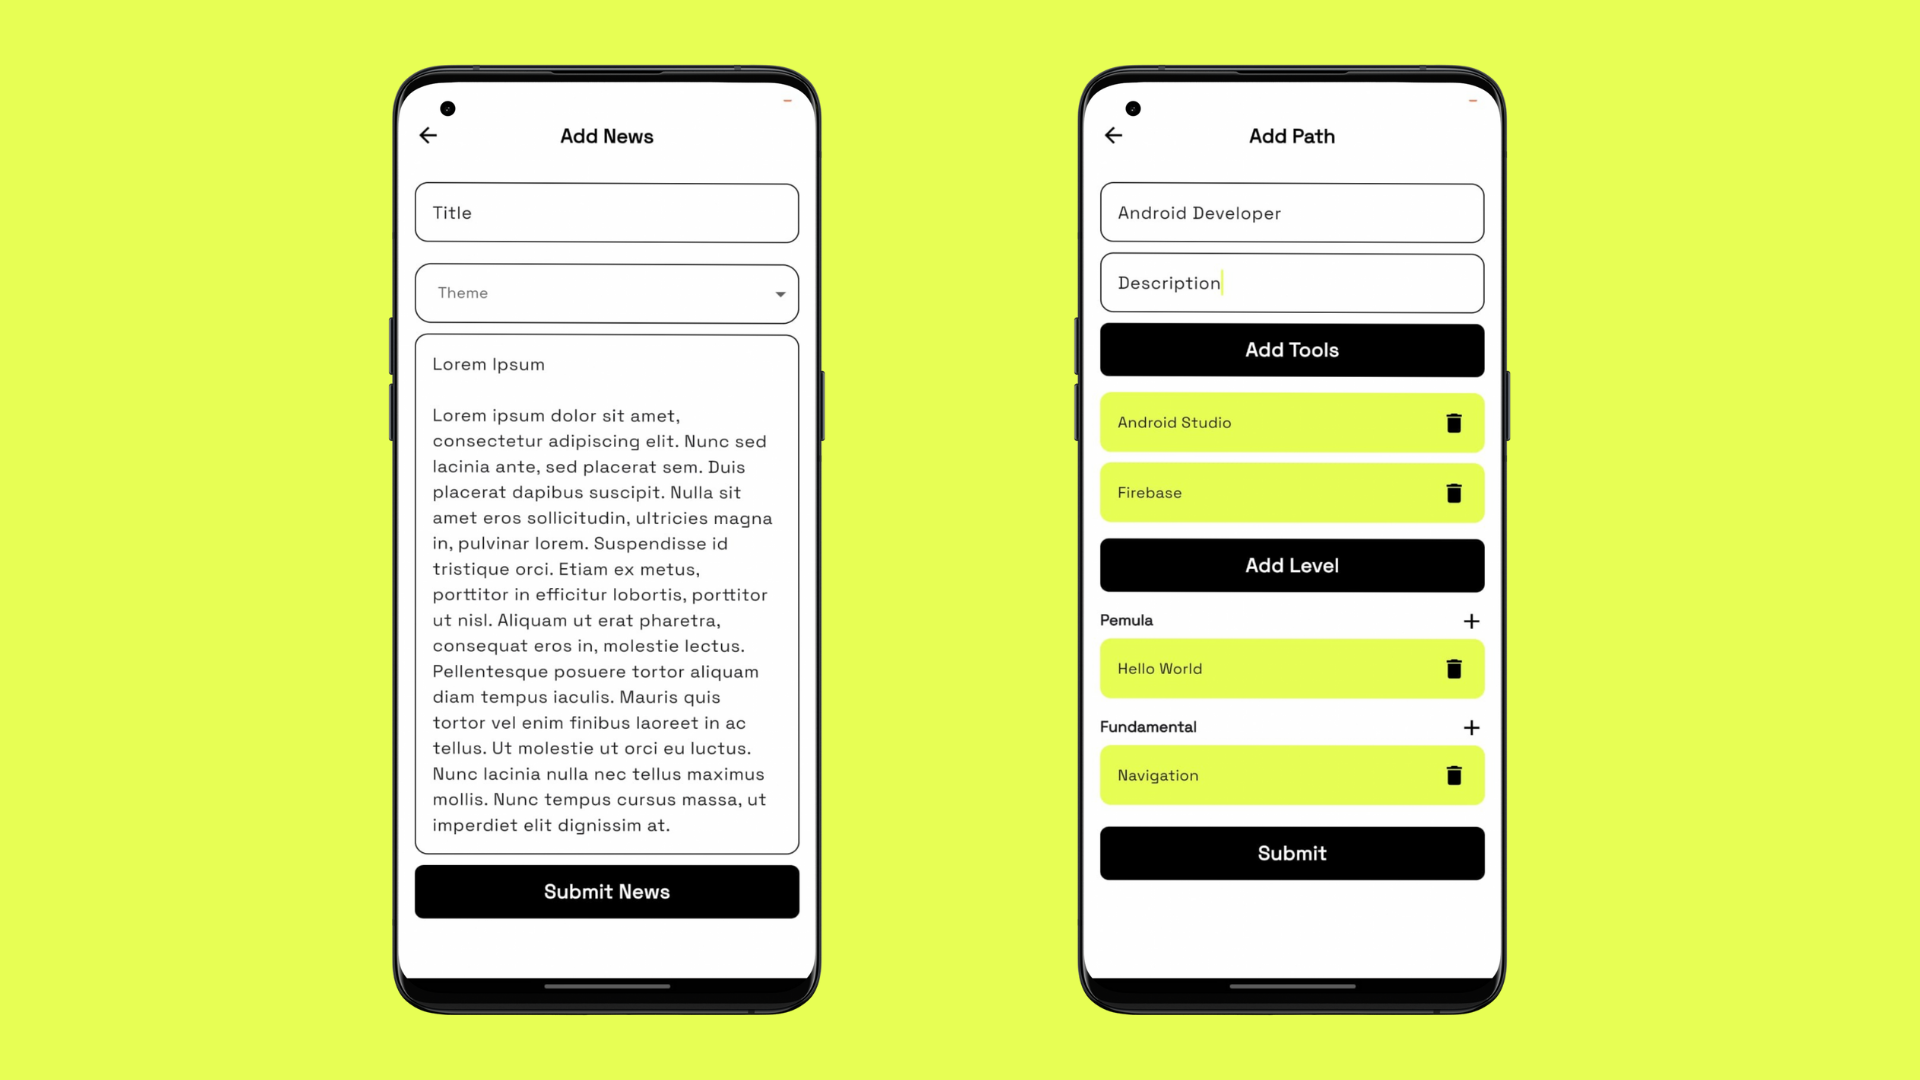 Add News
Title
Theme
Lorem Ipsum
Lorem ipsum dolor sit amet,
consectetur adipiscing elit. Nunc sed
lacinia ante, sed placerat sem. Duis
placerat dapibus suscipit. Nulla sit
amet eros sollicitudin, ultricies magna
in, pulvinar lorem. Suspendisse id
tristique orci. Etiam ex metus,
porttitor in efficitur lobortis, porttitor
ut nisl. Aliquam ut erat pharetra,
consequat eros in, molestie lectus.
Pellentesque posuere tortor aliquam
diam tempus iaculis. Mauris quis
tortor vel enim finibus laoreet in ac
tellus. Ut molestie ut orci eu luctus.
Nunc lacinia nulla nec tellus maximus
mollis. Nunc tempus cursus massa, ut
imperdiet elit dignissim at.
Submit News
Add Path
Android Developer
Description
Add Tools
Android Studio
Firebase
Add Level
Pemula
Hello World
Fundamental
Navigation
Submit